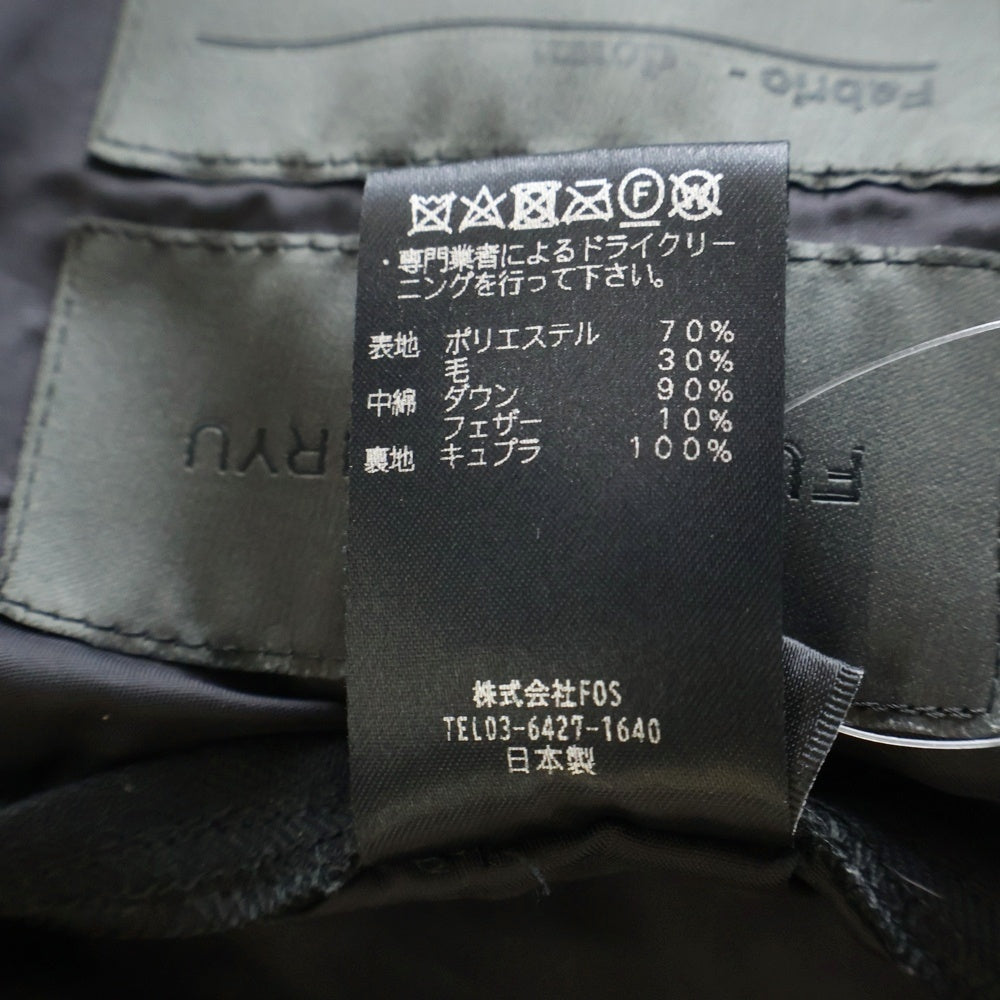 Fabric -
down
F
W
・専門業者によるドライクリー
ニングを行って下さい。
表地 ポリエステル 70%
毛 30%
中綿 ダウン 90%
フェザー 10%
裏地 キュプラ 100%
株式会社FOS
TEL03-6427-1640
日本製